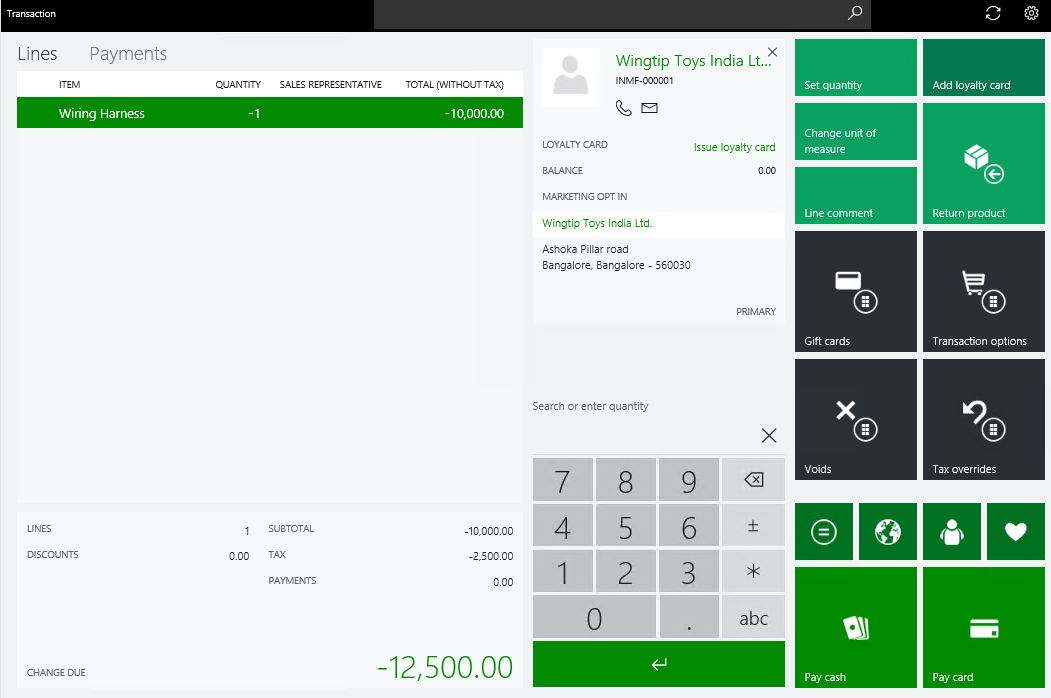 Transaction
Lines Payments
ITEM QUANTITY SALES REPRESENTATIVE TOTAL (WITHOUT TAX)
Wiring Harness -1 -10,000.00
LINES 1 SUBTOTAL -10,000.00
DISCOUNTS 0.00 TAX -2,500.00
PAYMENTS 0.00
CHANGE DUE -12,500.00
Wingtip Toys India Lt...
INMF-000001
LOYALTY CARD Issue loyalty card
BALANCE 0.00
MARKETING OPT IN
Wingtip Toys India Ltd.
Ashoka Pillar road
Bangalore, Bangalore - 560030
PRIMARY
Search or enter quantity
7 8 9
4 5 6 ±
1 2 3 *
0 . abc
Set quantity
Add loyalty card
Change unit of
measure
Line comment
Return product
Gift cards
Transaction options
Voids
Tax overrides
Pay cash
Pay card